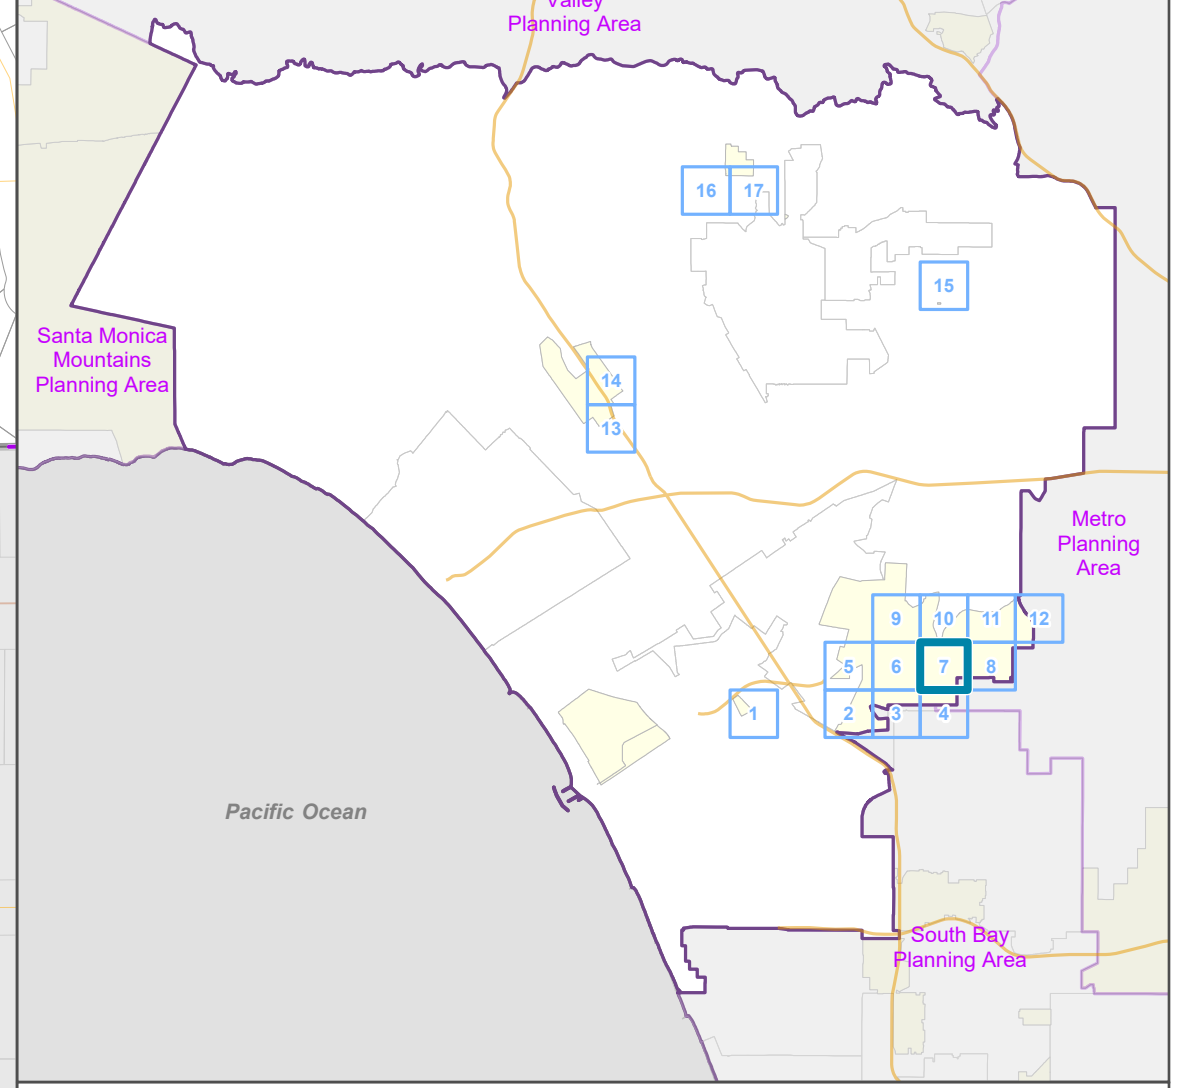 Valley
Planning Area
16 17
15
Santa Monica
Mountains
Planning Area
14
13
Metro
Planning
Area
9 10 11 12
5 6 7 8
1 2 3 4
Pacific Ocean
South Bay
Planning Area